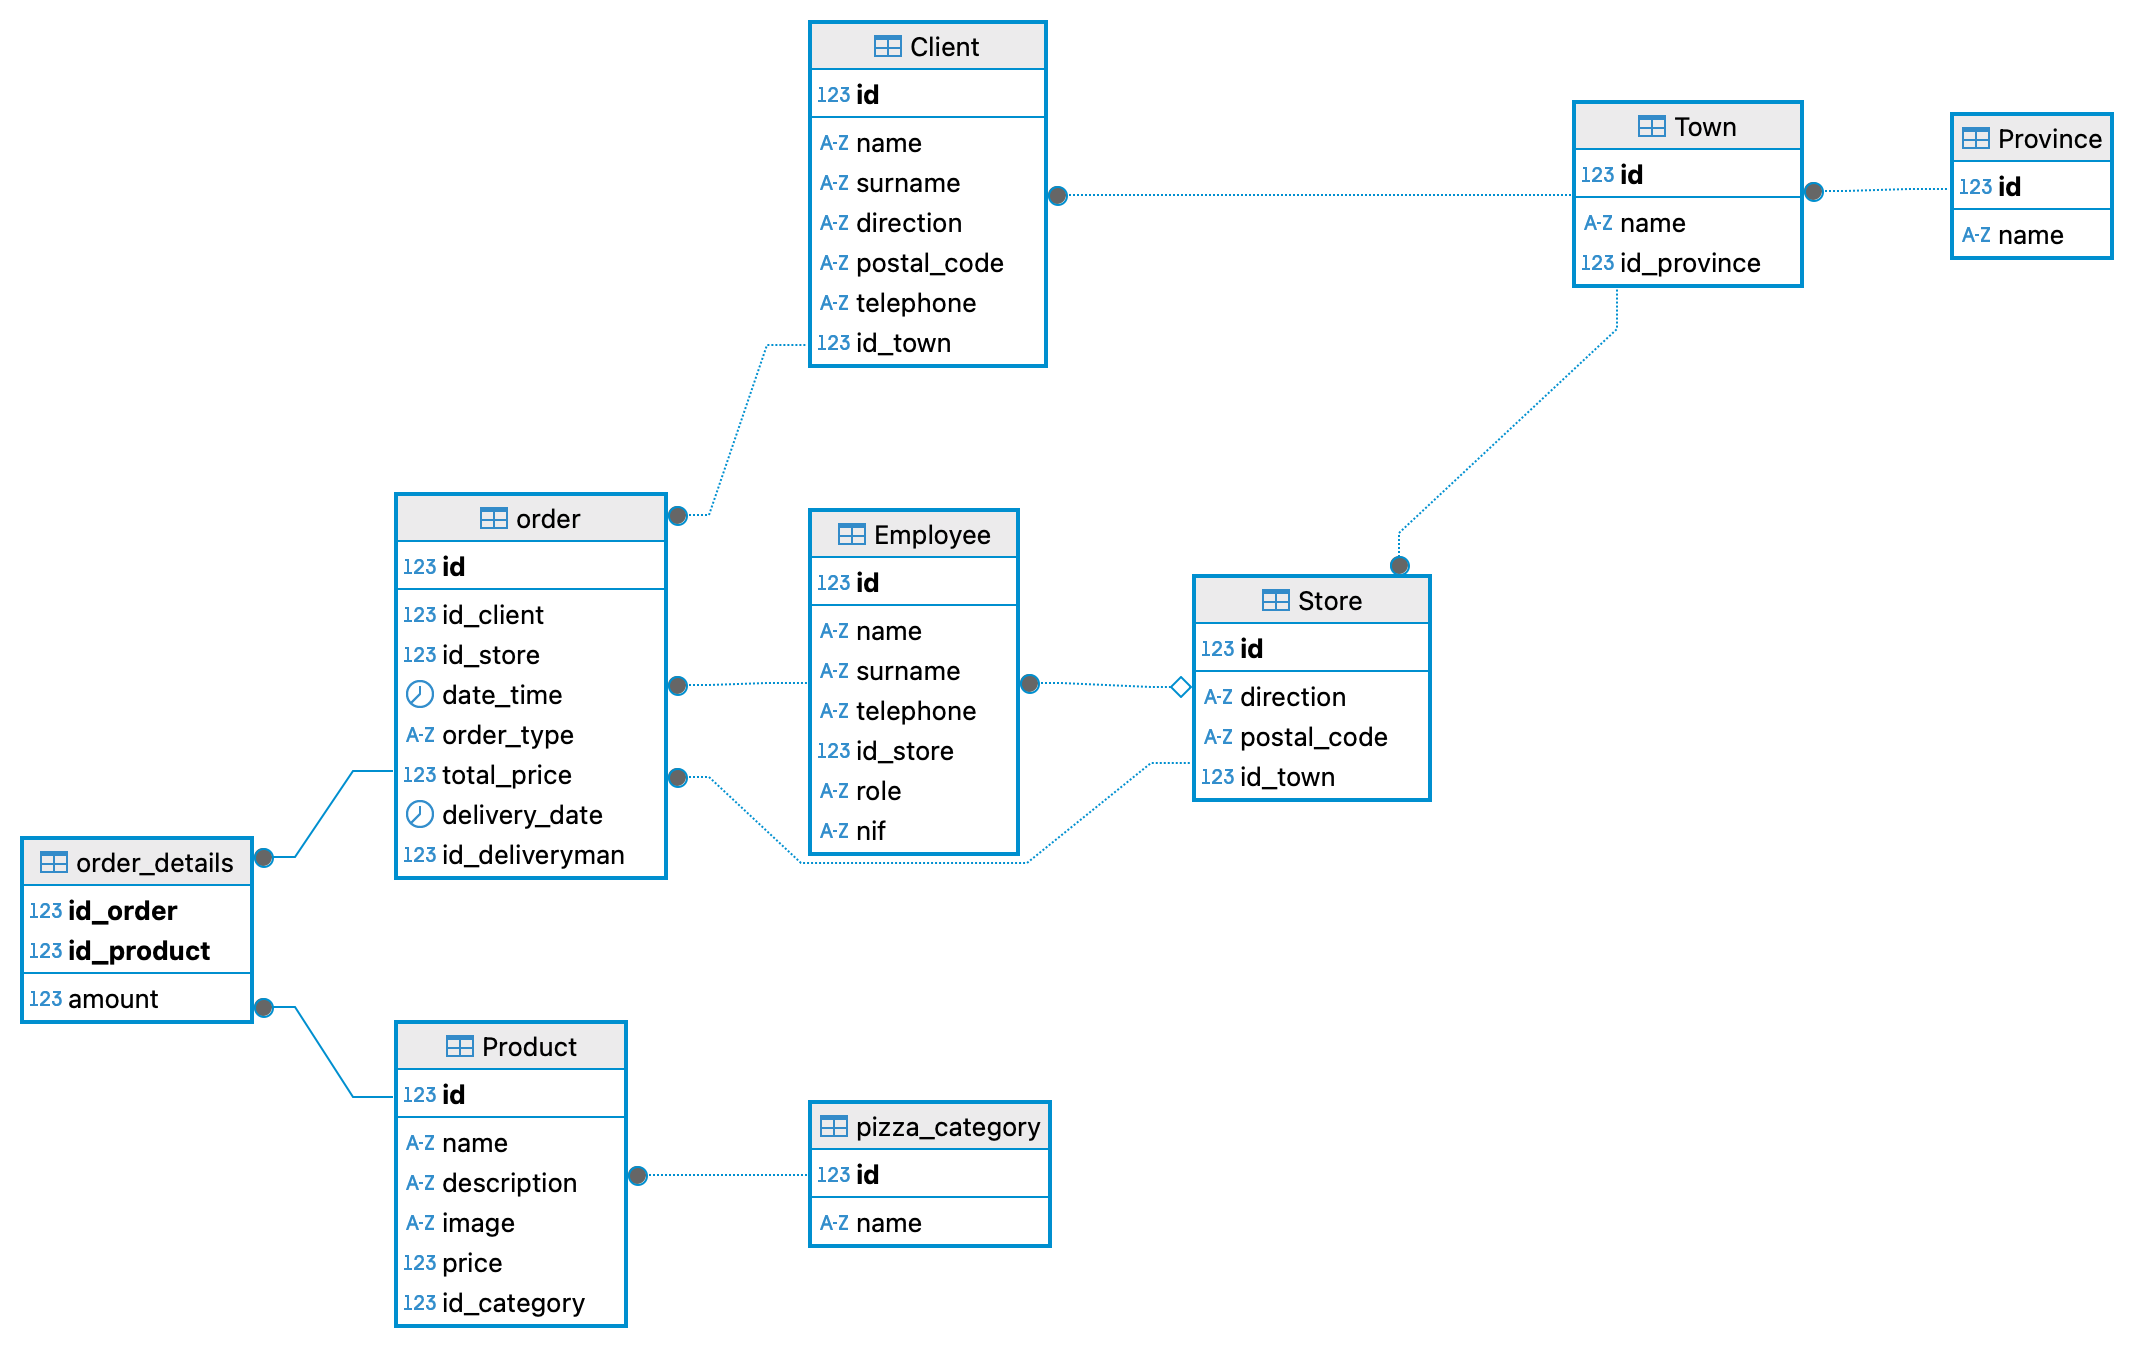 Client
123 id
A-Z name
A-Z surname
A-Z direction
A-Z postal_code
A-Z telephone
123 id_town
Town
123 id
A-Z name
123 id_province
Province
123 id
A-Z name
order
123 id
123 id_client
123 id_store
date_time
A-Z order_type
123 total_price
delivery_date
123 id_deliveryman
Employee
123 id
A-Z name
A-Z surname
A-Z telephone
123 id_store
A-Z role
A-Z nif
Store
123 id
A-Z direction
A-Z postal_code
123 id_town
order_details
123 id_order
123 id_product
123 amount
Product
123 id
A-Z name
A-Z description
A-Z image
123 price
123 id_category
pizza_category
123 id
A-Z name